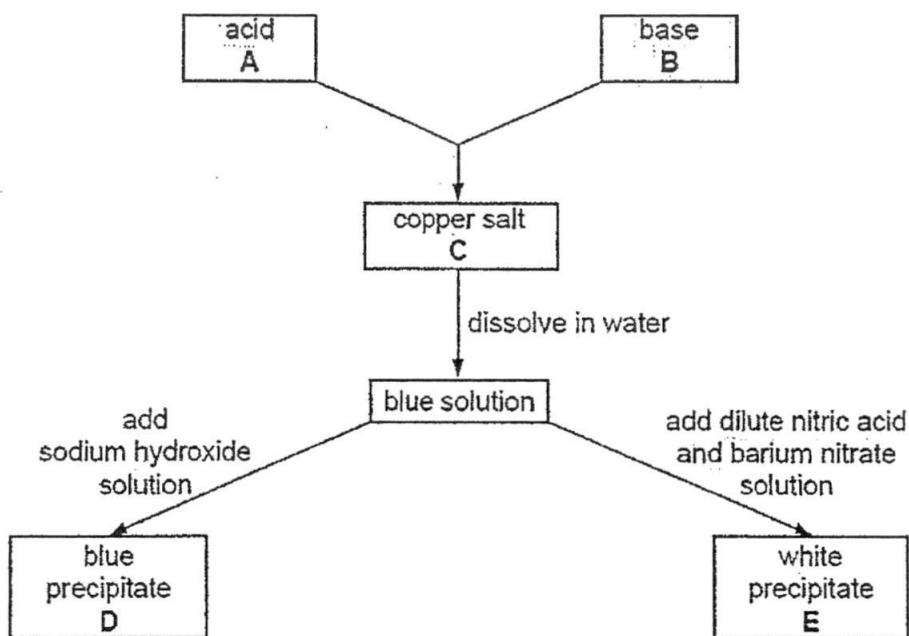 acid
A
base
B
copper salt
C
dissolve in water
blue solution
add
sodium hydroxide
solution
add dilute nitric acid
and barium nitrate
solution
blue
precipitate
D
white
precipitate
E